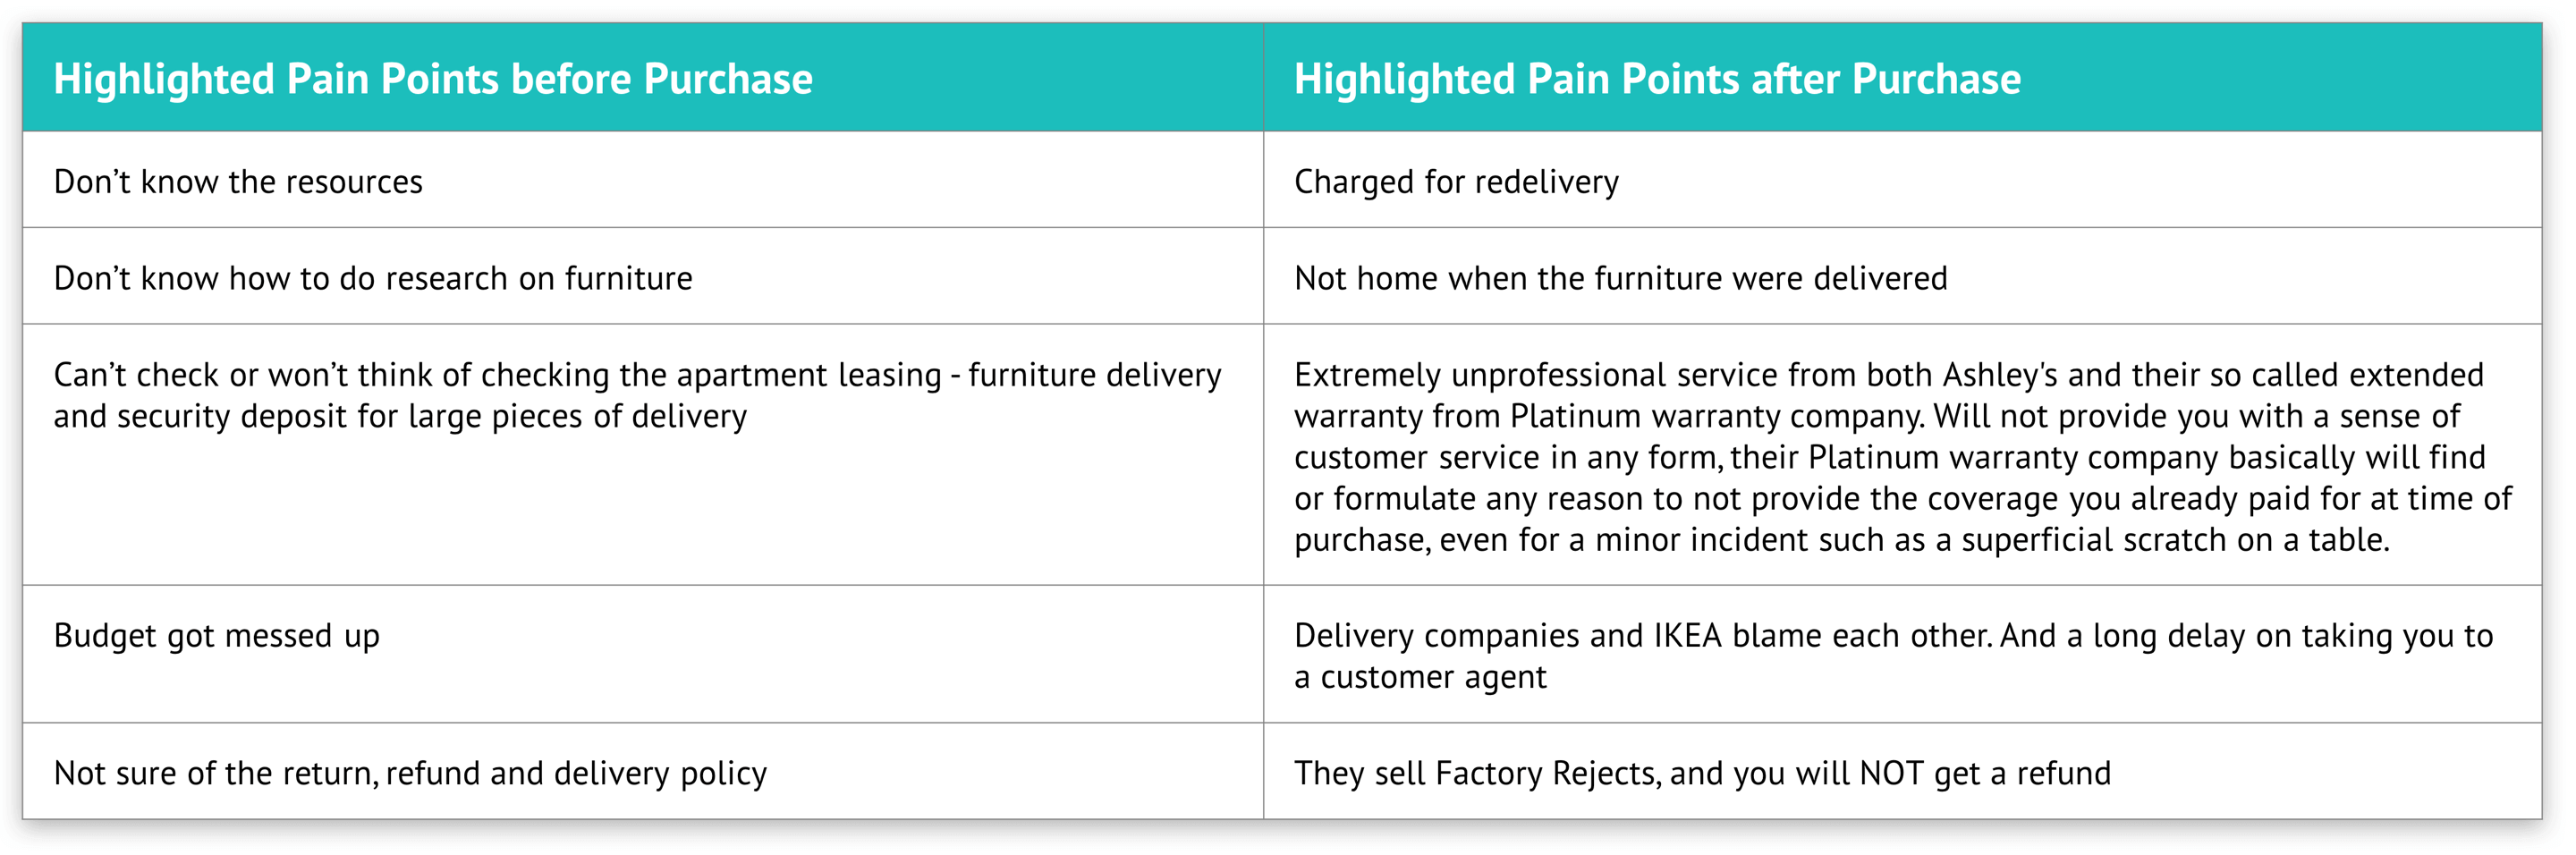 Highlighted Pain Points before Purchase
Highlighted Pain Points after Purchase
Don’t know the resources
Charged for redelivery
Don’t know how to do research on furniture
Not home when the furniture were delivered
Can’t check or won’t think of checking the apartment leasing - furniture delivery
and security deposit for large pieces of delivery
Extremely unprofessional service from both Ashley's and their so called extended
warranty from Platinum warranty company. Will not provide you with a sense of
customer service in any form, their Platinum warranty company basically will find
or formulate any reason to not provide the coverage you already paid for at time of
purchase, even for a minor incident such as a superficial scratch on a table.
Budget got messed up
Delivery companies and IKEA blame each other. And a long delay on taking you to
a customer agent
Not sure of the return, refund and delivery policy
They sell Factory Rejects, and you will NOT get a refund